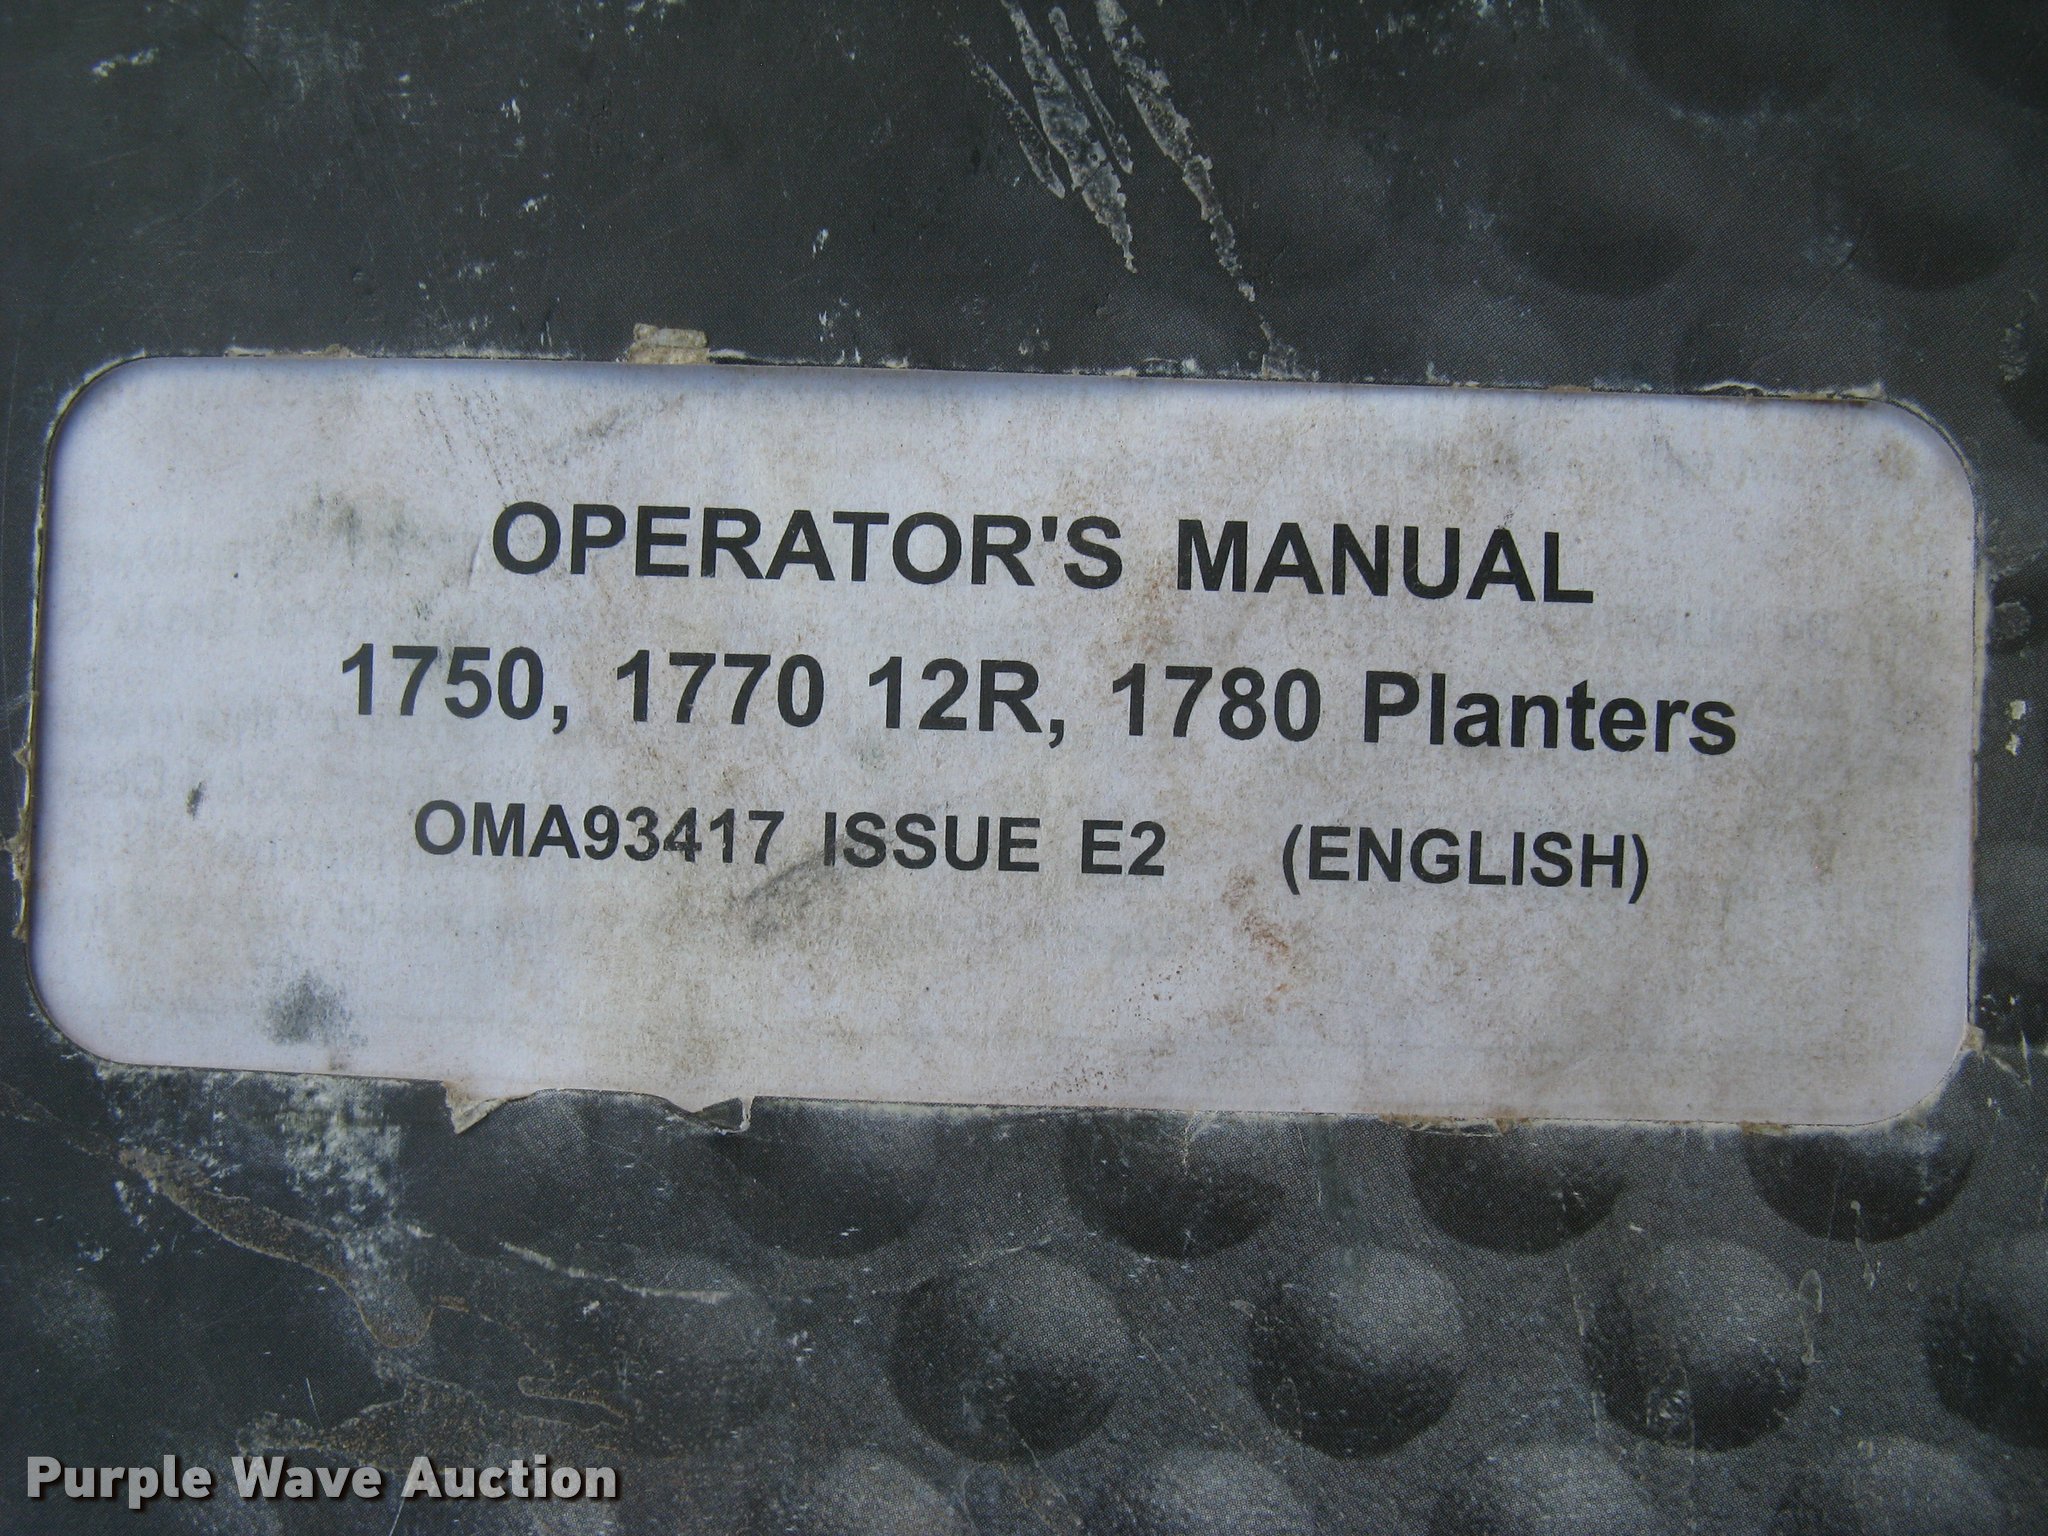 OPERATOR'S MANUAL
1750, 1770 12R, 1780 Planters
OMA93417 ISSUE E2 (ENGLISH)
Purple Wave Auction